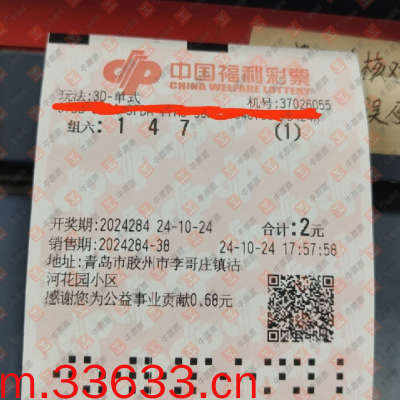 中国福利彩票
CHINA WELFARE LOTTERY
玩法:3D-单式 机号:37026055
组六: 1 4 7 (1)
开奖期:2024284 24-10-24 合计:2元
销售期:2024284-38 24-10-24 17:57:58
地址:青岛市胶州市李哥庄镇沽
河花园小区
感谢您为公益事业贡献0.68元
m.33633.cn